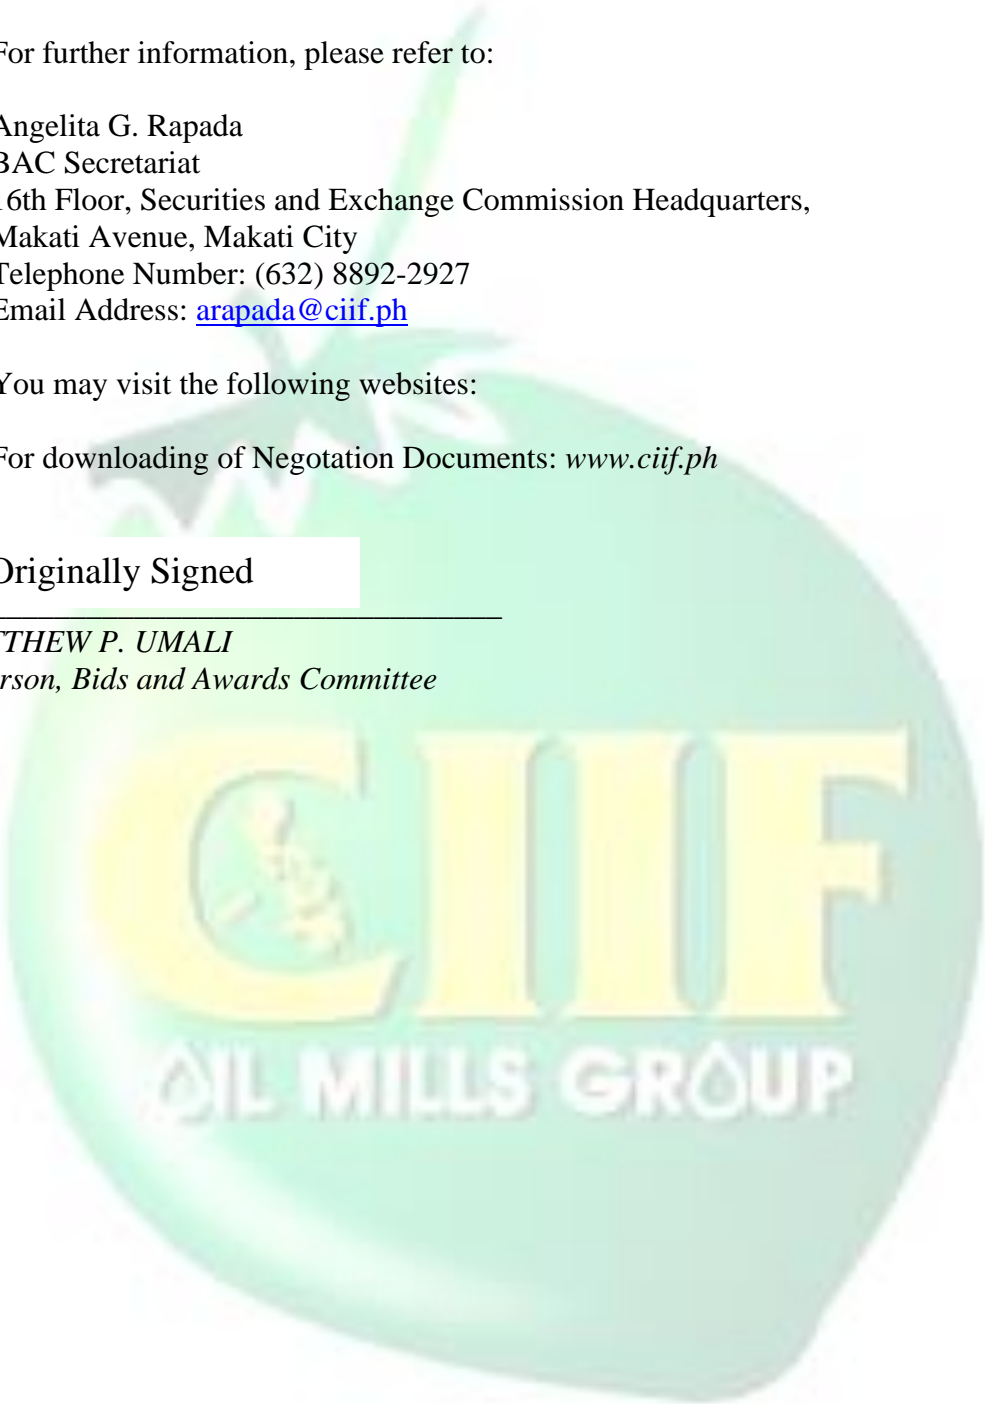 For further information, please refer to:
Angelita G. Rapada
BAC Secretariat
16th Floor, Securities and Exchange Commission Headquarters,
Makati Avenue, Makati City
Telephone Number: (632) 8892-2927
Email Address: arapada@ciif.ph
You may visit the following websites:
For downloading of Negotation Documents: www.ciif.ph
Originally Signed
TTHEW P. UMALI
rson, Bids and Awards Committee
CIIF
OIL MILLS GROUP